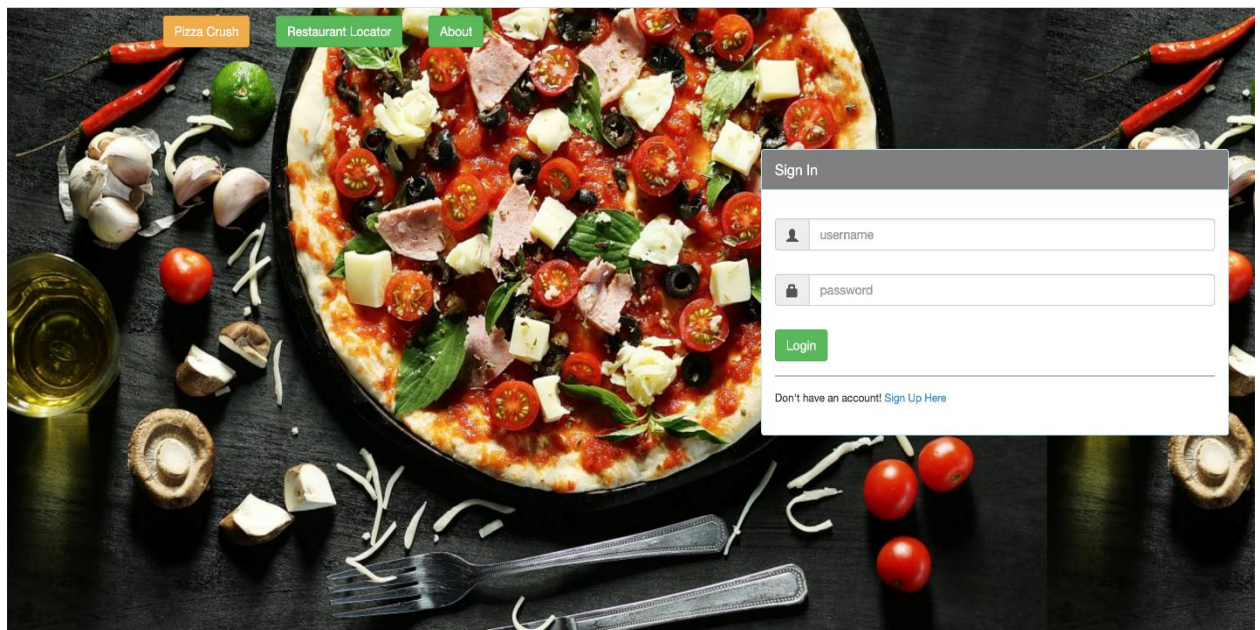 Pizza Crush Restaurant Locator About
Sign In
username
password
Login
Don't have an account! Sign Up Here